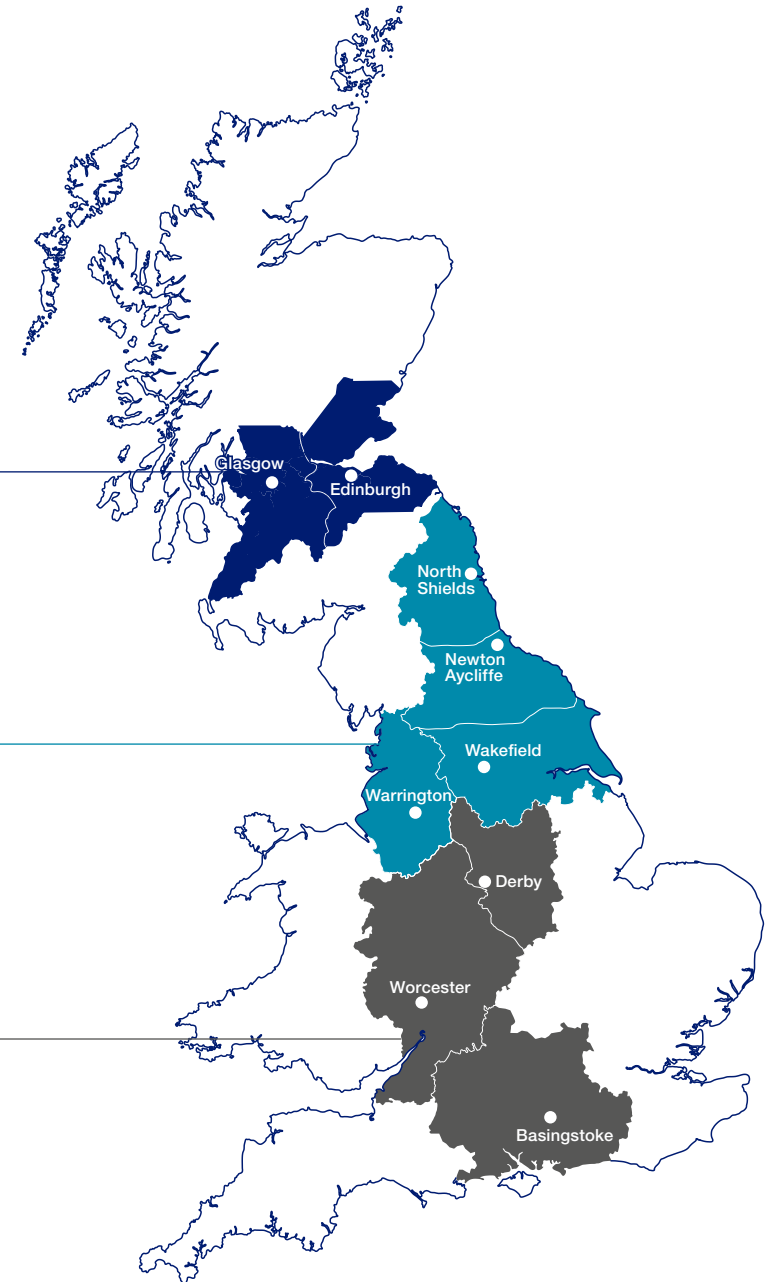 Glasgow
Edinburgh
North
Shields
Newton
Aycliffe
Wakefield
Warrington
Derby
Worcester
Basingstoke